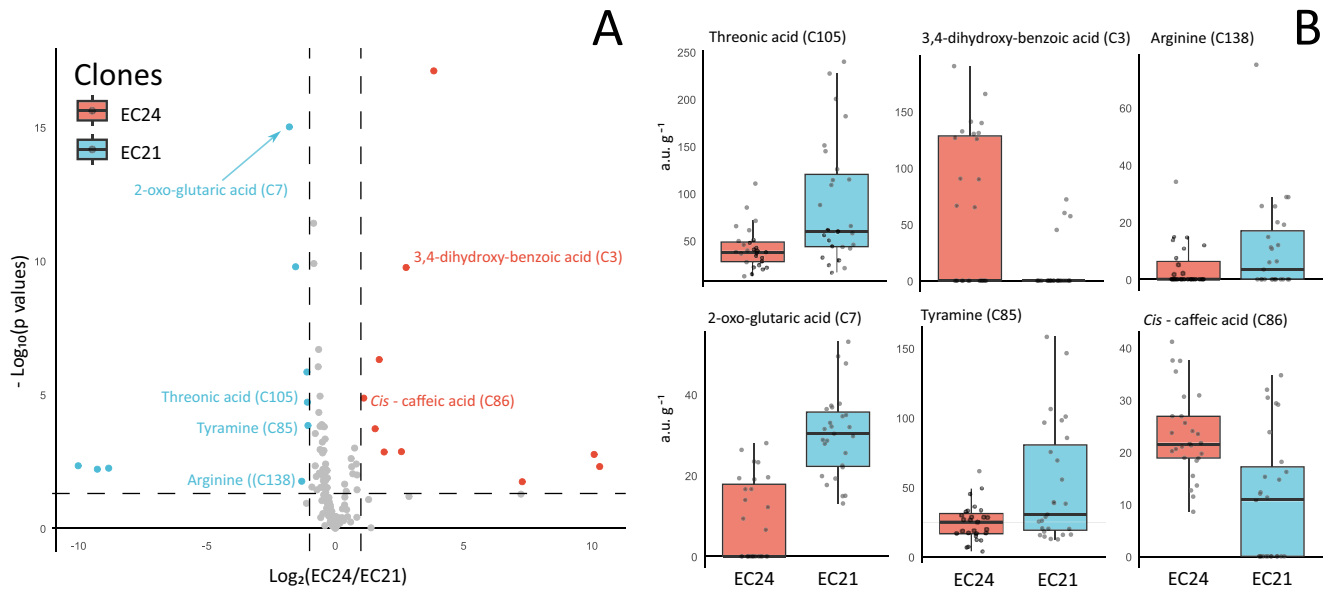 A
Clones
EC24
EC21
- Log₁₀(p values)
15
10
5
0
2-oxo-glutaric acid (C7)
3,4-dihydroxy-benzoic acid (C3)
Threonic acid (C105)
Cis - caffeic acid (C86)
Tyramine (C85)
Arginine ((C138)
-10
-5
0
5
10
Log₂(EC24/EC21)
B
Threonic acid (C105)
a.u. g⁻¹
250
200
150
100
50
3,4-dihydroxy-benzoic acid (C3)
150
100
50
0
Arginine (C138)
60
40
20
0
2-oxo-glutaric acid (C7)
a.u. g⁻¹
40
20
0
EC24
EC21
Tyramine (C85)
150
100
50
0
EC24
EC21
Cis - caffeic acid (C86)
40
30
20
10
0
EC24
EC21